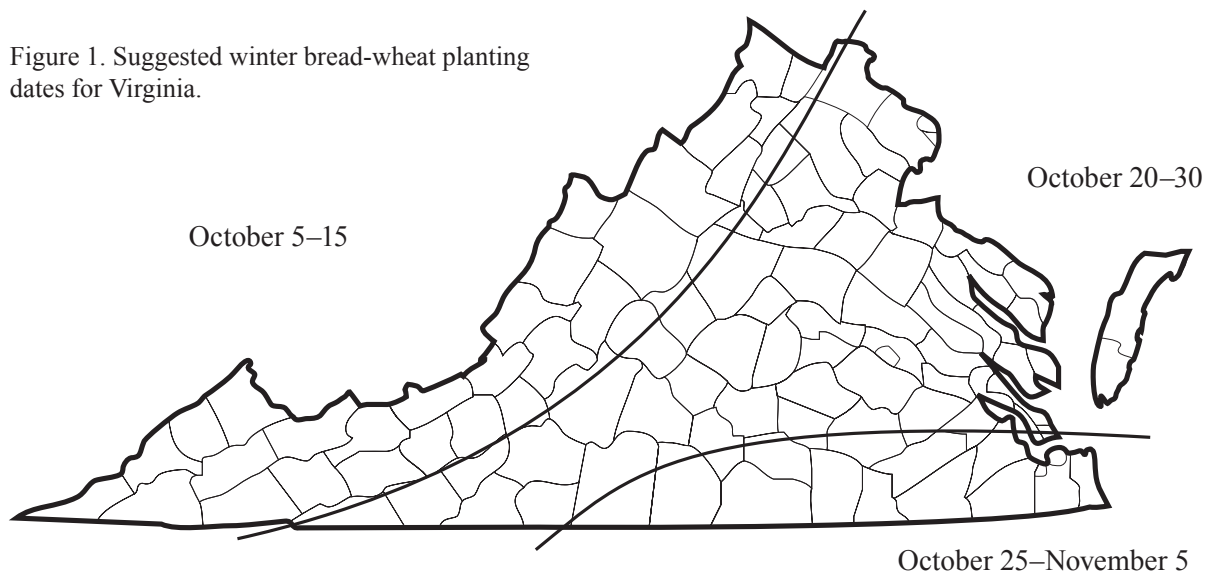 Figure 1. Suggested winter bread-wheat planting
dates for Virginia.
October 20–30
October 5–15
October 25–November 5